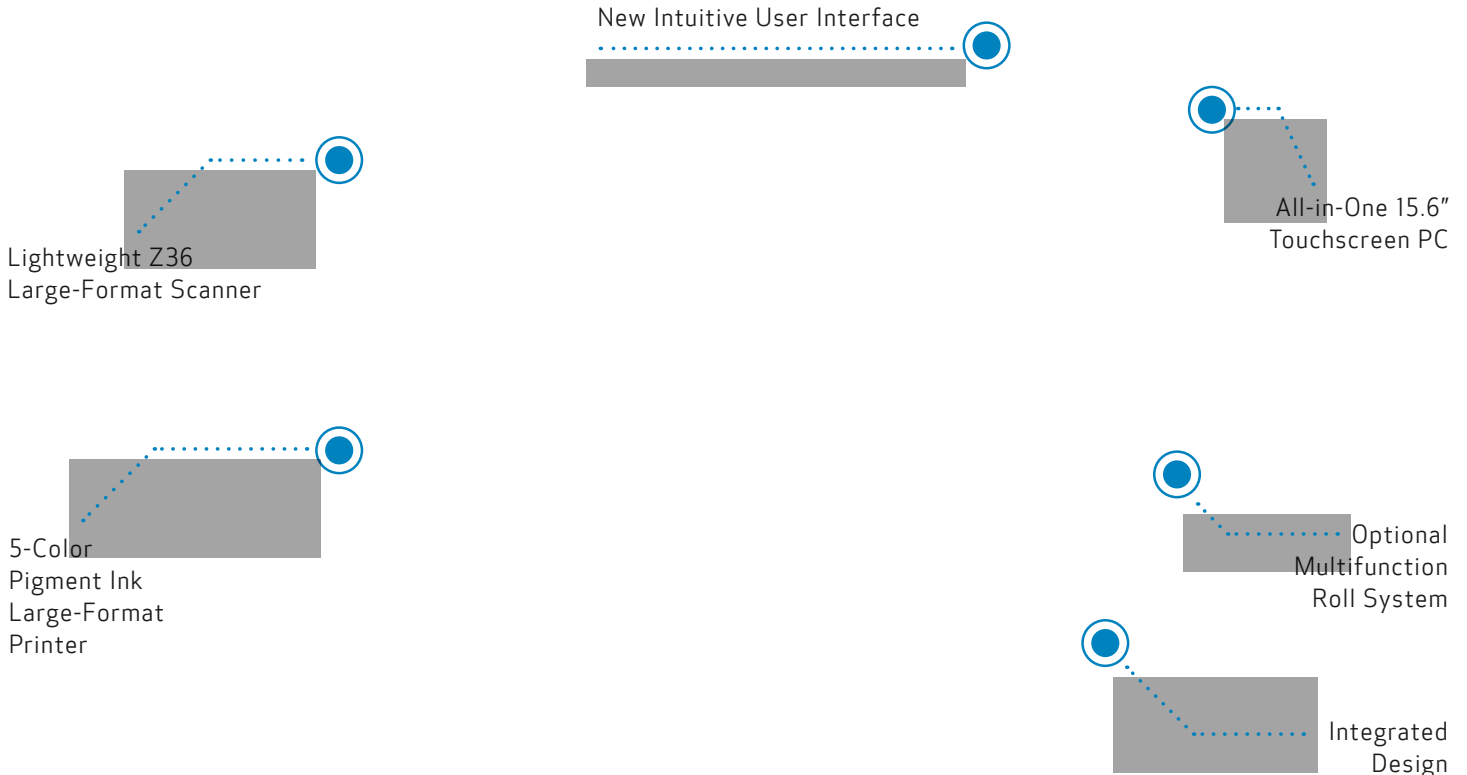 New Intuitive User Interface
All-in-One 15.6″
Touchscreen PC
Lightweight Z36
Large-Format Scanner
5-Color
Pigment Ink
Large-Format
Printer
Optional
Multifunction
Roll System
Integrated
Design